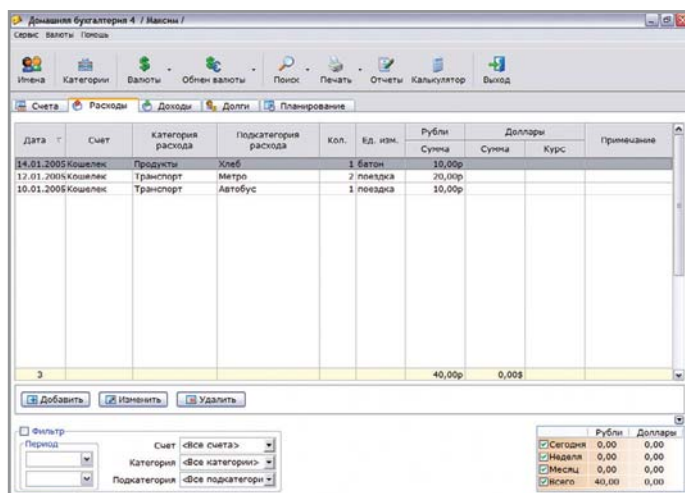 Домашняя бухгалтерия 4 / Максим /
Сервис Валюты Помощь
Имена Категории Валюты Обмен валюты Поиск Печать Отчеты Калькулятор Выход
Счета Расходы Доходы Долги Планирование
Дата Счет Категория расхода Подкатегория расхода Кол. Ед. изм. Рубли Доллары Примечание
Сумма Сумма Курс
14.01.2005 Кошелек Продукты Хлеб 1 батон 10,00р
12.01.2005 Кошелек Транспорт Метро 2 поездка 20,00р
10.01.2005 Кошелек Транспорт Автобус 1 поездка 10,00р
3 40,00р 0,00$
Добавить Изменить Удалить
Фильтр
Период
Счет <Все счета>
Категория <Все категории>
Подкатегория <Все подкатегори
Рубли Доллары
Сегодня 0,00 0,00
Неделя 0,00 0,00
Месяц 0,00 0,00
Всего 40,00 0,00